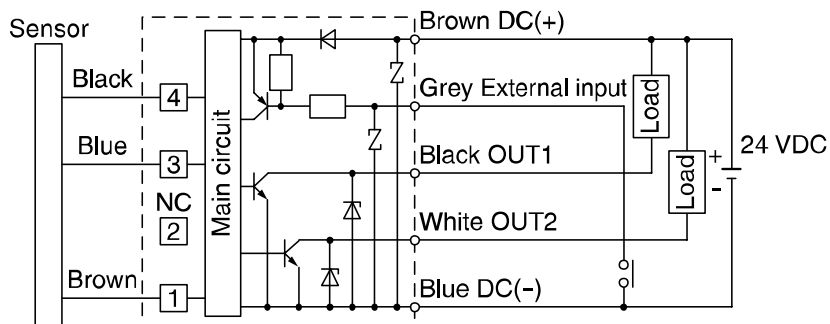 Sensor
Brown DC(+)
Black
4
Grey External input
Load
Blue
3
Main circuit
Black OUT1
Load
+
-
24 VDC
NC
2
White OUT2
Brown
1
Blue DC(-)